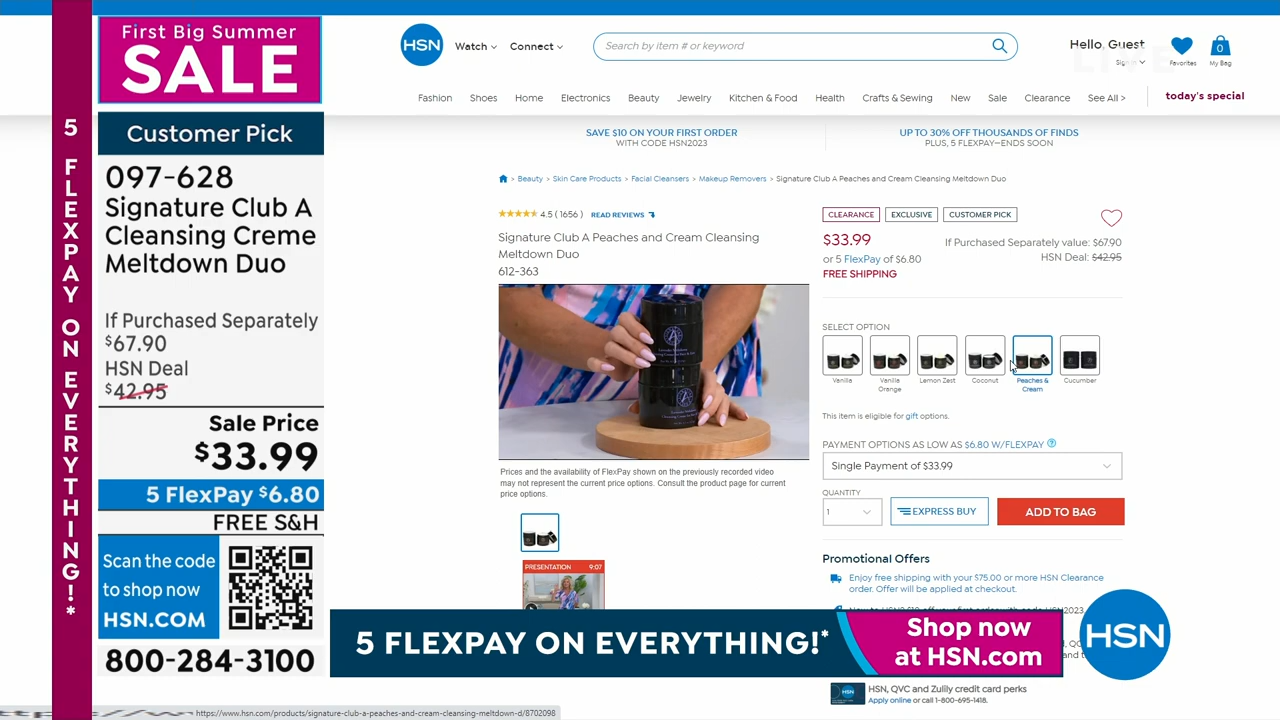 5 FLEXPAY ON EVERYTHING!*
First Big Summer
SALE
Customer Pick
097-628
Signature Club A
Cleansing Creme
Meltdown Duo
If Purchased Separately
$67.90
HSN Deal
$42.95
Sale Price
$33.99
5 FlexPay $6.80
FREE S&H
Scan the code
to shop now
HSN.COM
800-284-3100
HSN
Watch
Connect
Search by item # or keyword
Hello, Guest
Sign In
Favorites
0
My Bag
Fashion Shoes Home Electronics Beauty Jewelry Kitchen & Food Health Crafts & Sewing New Sale Clearance See All > today's special
SAVE $10 ON YOUR FIRST ORDER
WITH CODE HSN2023
UP TO 30% OFF THOUSANDS OF FINDS
PLUS, 5 FLEXPAY—ENDS SOON
> Beauty > Skin Care Products > Facial Cleansers > Makeup Removers > Signature Club A Peaches and Cream Cleansing Meltdown Duo
4.5 ( 1656 ) READ REVIEWS
Signature Club A Peaches and Cream Cleansing
Meltdown Duo
612-363
Prices and the availability of FlexPay shown on the previously recorded video
may not represent the current price options. Consult the product page for current
price options.
PRESENTATION 9:07
CLEARANCE EXCLUSIVE CUSTOMER PICK
$33.99
or 5 FlexPay of $6.80
FREE SHIPPING
If Purchased Separately value: $67.90
HSN Deal: $42.95
SELECT OPTION
Vanilla
Vanilla
Orange
Lemon Zest
Coconut
Peaches &
Cream
Cucumber
This item is eligible for gift options.
PAYMENT OPTIONS AS LOW AS $6.80 W/FLEXPAY
Single Payment of $33.99
QUANTITY
1
EXPRESS BUY
ADD TO BAG
Promotional Offers
Enjoy free shipping with your $75.00 or more HSN Clearance
order. Offer will be applied at checkout.
5 FLEXPAY ON EVERYTHING!*
Shop now
at HSN.com
HSN
HSN, QVC and Zulily credit card perks
Apply online or call 1-800-695-1418.
https://www.hsn.com/products/signature-club-a-peaches-and-cream-cleansing-meltdown-d/8702098